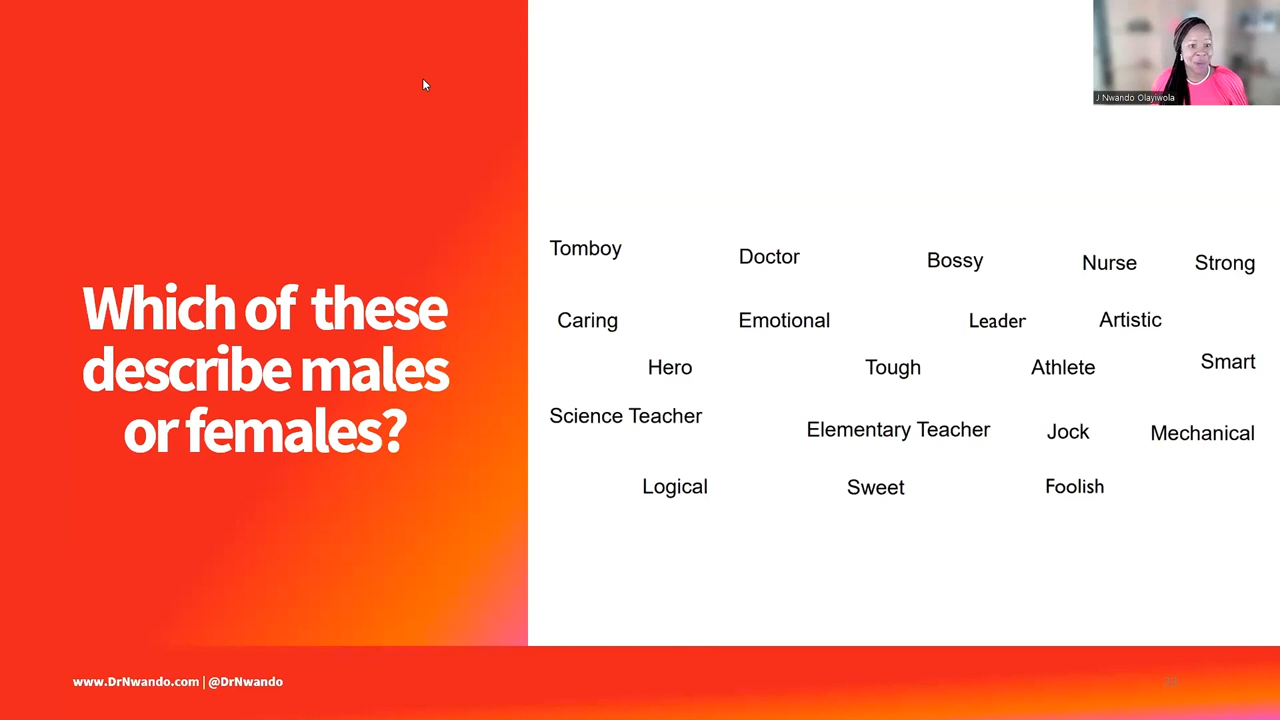 J Nwando Olayiwola
Which of these
describe males
or females?
Tomboy Doctor Bossy Nurse Strong
Caring Emotional Leader Artistic
Hero Tough Athlete Smart
Science Teacher Elementary Teacher Jock Mechanical
Logical Sweet Foolish
www.DrNwando.com | @DrNwando